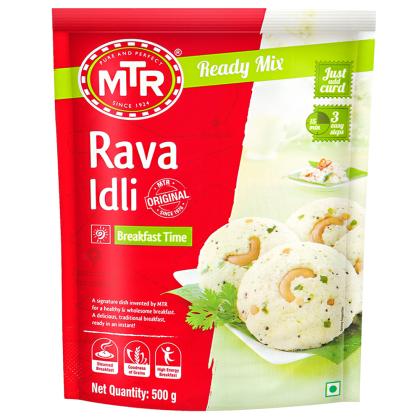 PURE AND PERFECT
MTR
®
SINCE 1924
Ready Mix
Just
add
curd
15
min
3
easy
steps
Rava
Idli
MTR
ORIGINAL
SINCE 1976
Breakfast Time
A signature dish invented by MTR
for a healthy & wholesome breakfast.
A delicious, traditional breakfast,
ready in an instant!
Steamed
Breakfast
Goodness
of Grains
High Energy
Breakfast
Net Quantity: 500 g